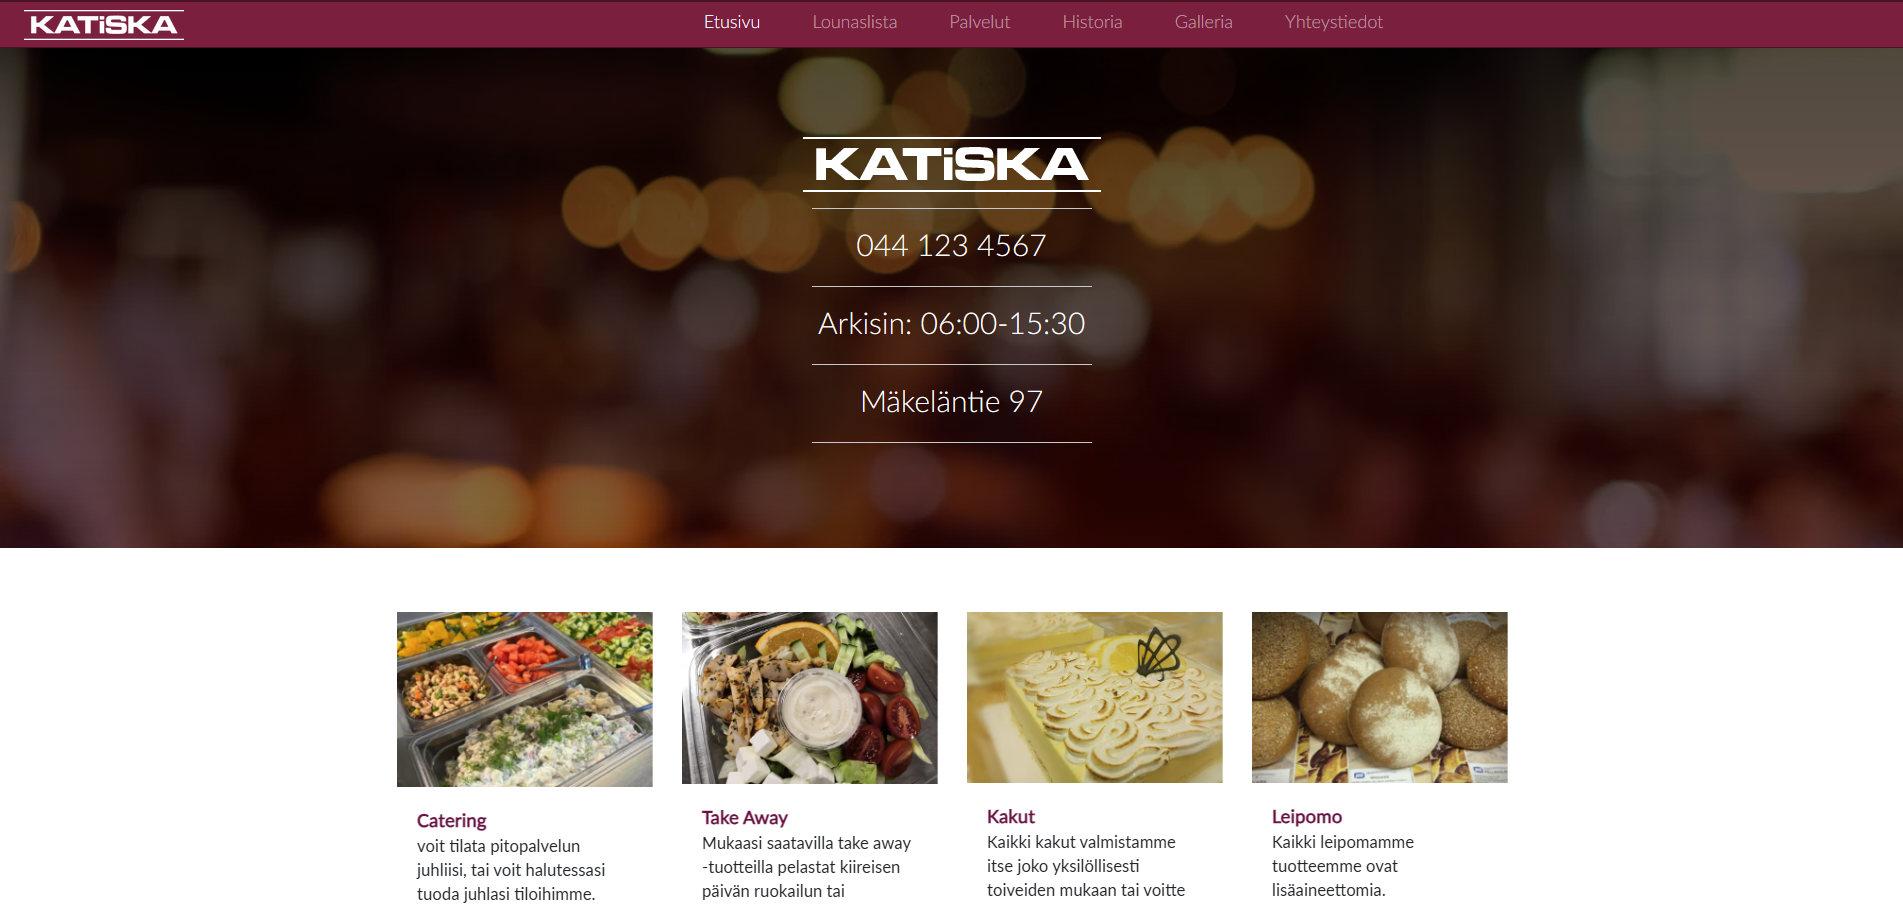 KATiSKA
Etusivu Lounaslista Palvelut Historia Galleria Yhteystiedot
KATiSKA
044 123 4567
Arkisin: 06:00-15:30
Mäkeläntie 97
Catering
voit tilata pitopalvelun
juhliisi, tai voit halutessasi
tuoda juhlasi tiloihimme.
Take Away
Mukaasi saatavilla take away
-tuotteilla pelastat kiireisen
päivän ruokailun tai
Kakut
Kaikki kakut valmistamme
itse joko yksilöllisesti
toiveiden mukaan tai voitte
Leipomo
Kaikki leipomamme
tuotteemme ovat
lisäaineettomia.